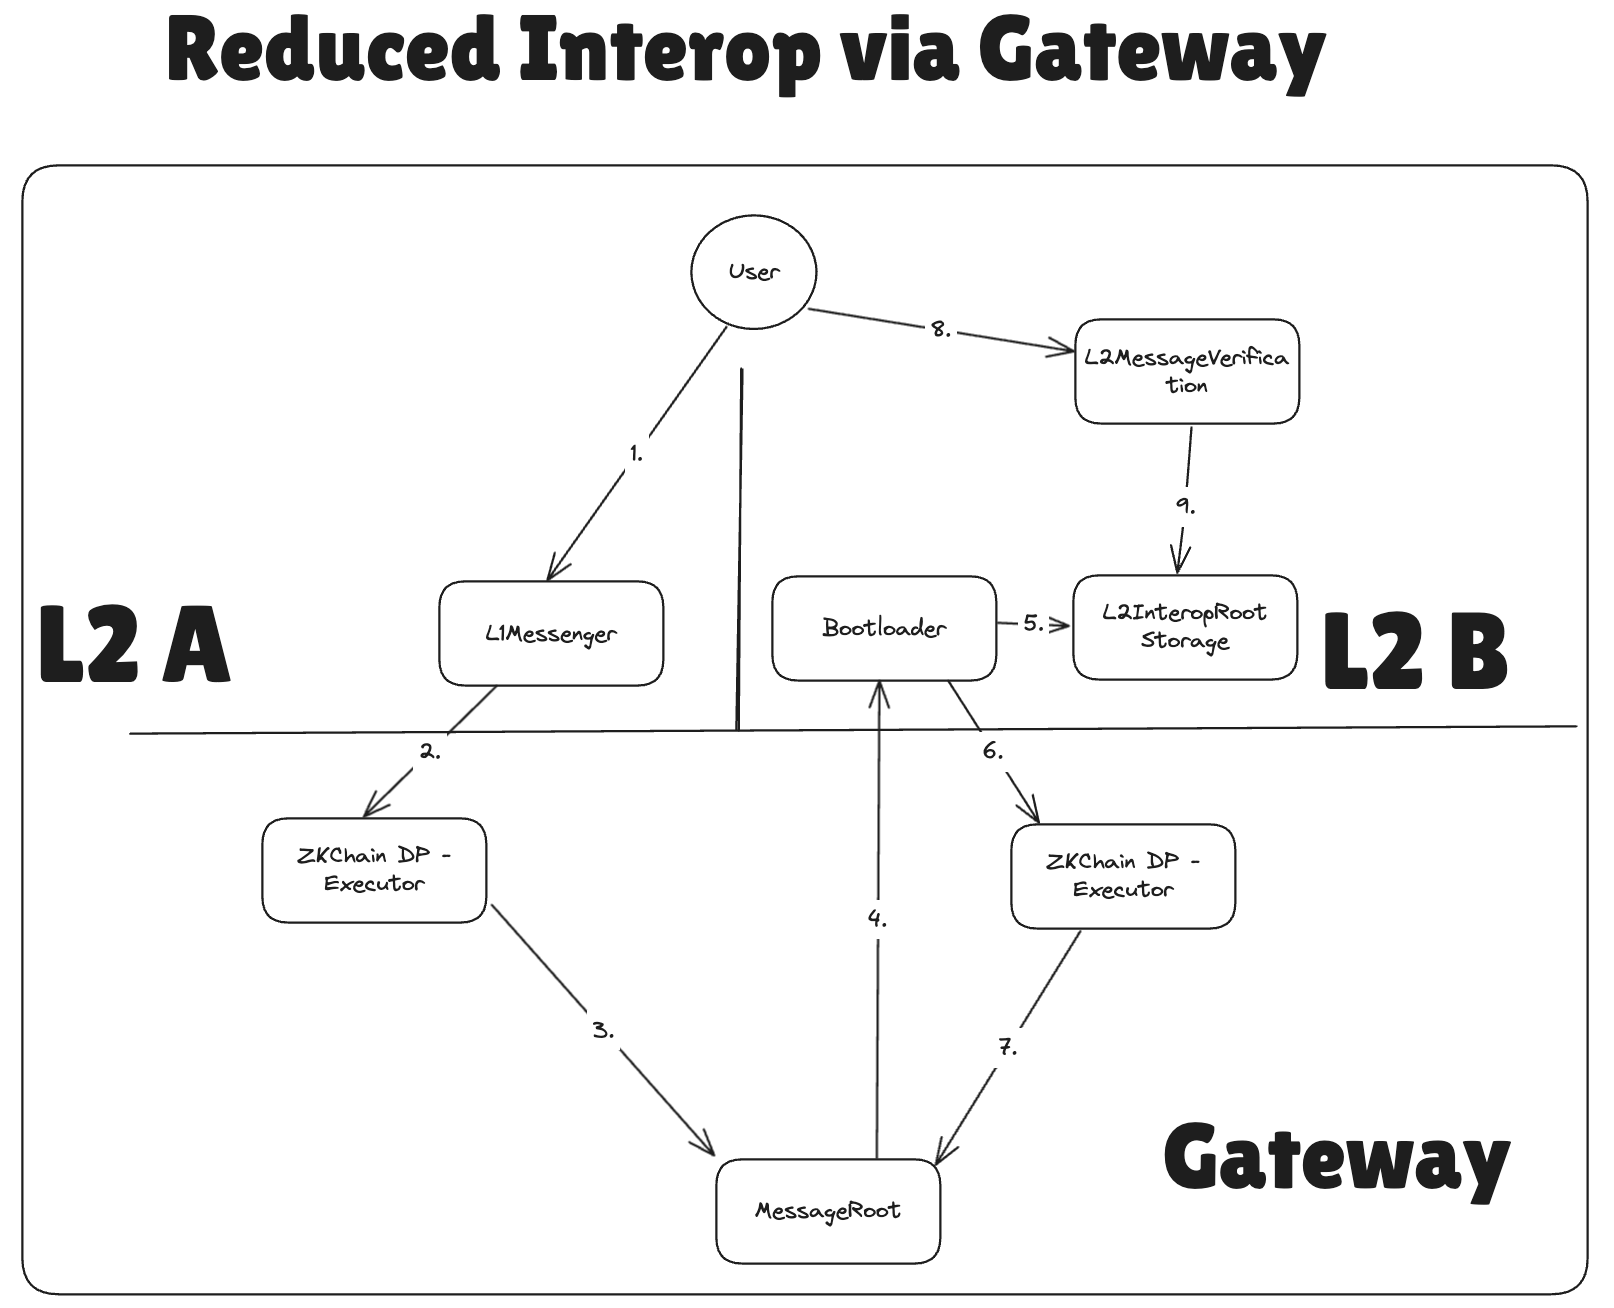 Reduced Interop via Gateway
User
8.
L2MessageVerifica
tion
1.
9.
L2 A
L1Messenger
Bootloader
5.
L2InteropRoot
Storage
L2 B
2.
6.
ZKChain DP -
Executor
ZKChain DP -
Executor
4.
3.
7.
Gateway
MessageRoot